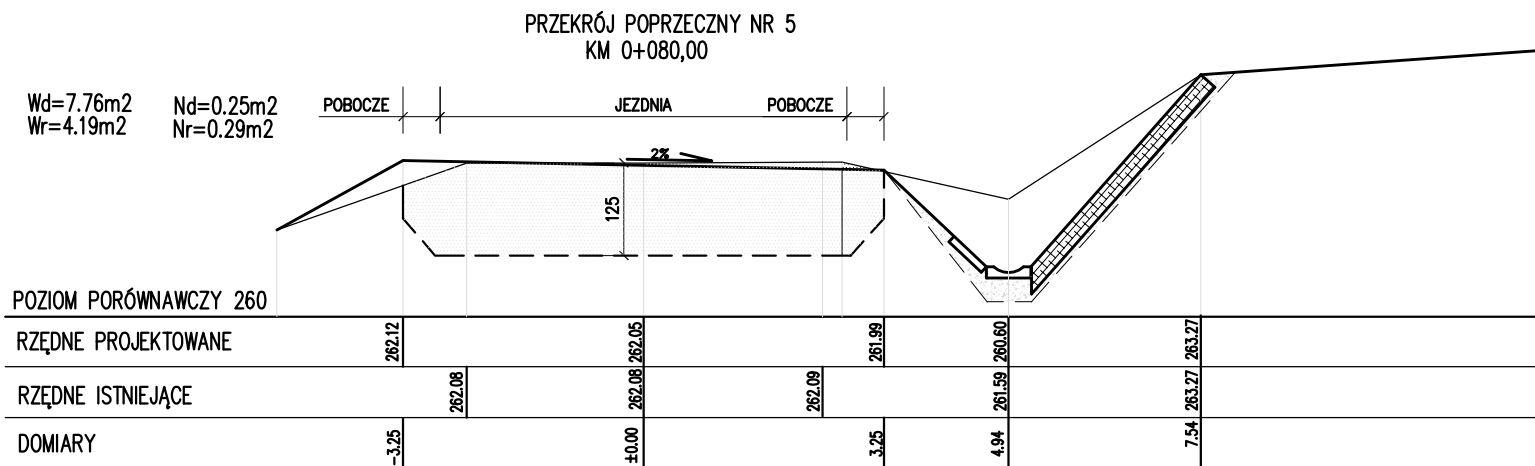 PRZEKRÓJ POPRZECZNY NR 5
KM 0+080,00
Wd=7.76m2 Nd=0.25m2
Wr=4.19m2 Nr=0.29m2
POBOCZE JEZDNIA POBOCZE
2%
125
POZIOM PORÓWNAWCZY 260
RZĘDNE PROJEKTOWANE 262.12 262.05 261.99 260.60 263.27
RZĘDNE ISTNIEJĄCE 262.08 262.08 262.09 261.59 263.27
DOMIARY -3.25 ±0.00 3.25 4.94 7.54